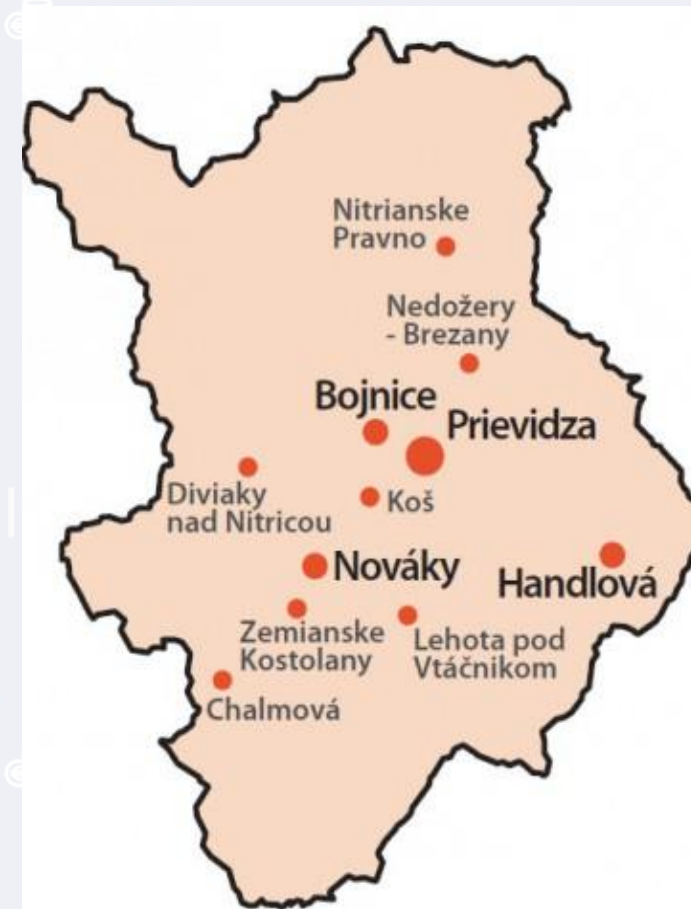 Nitrianske
Pravno
Nedožery
- Brezany
Bojnice
Prievidza
Diviaky
nad Nitricou
Koš
Nováky
Handlová
Zemianske
Kostolany
Lehota pod
Vtáčnikom
Chalmová